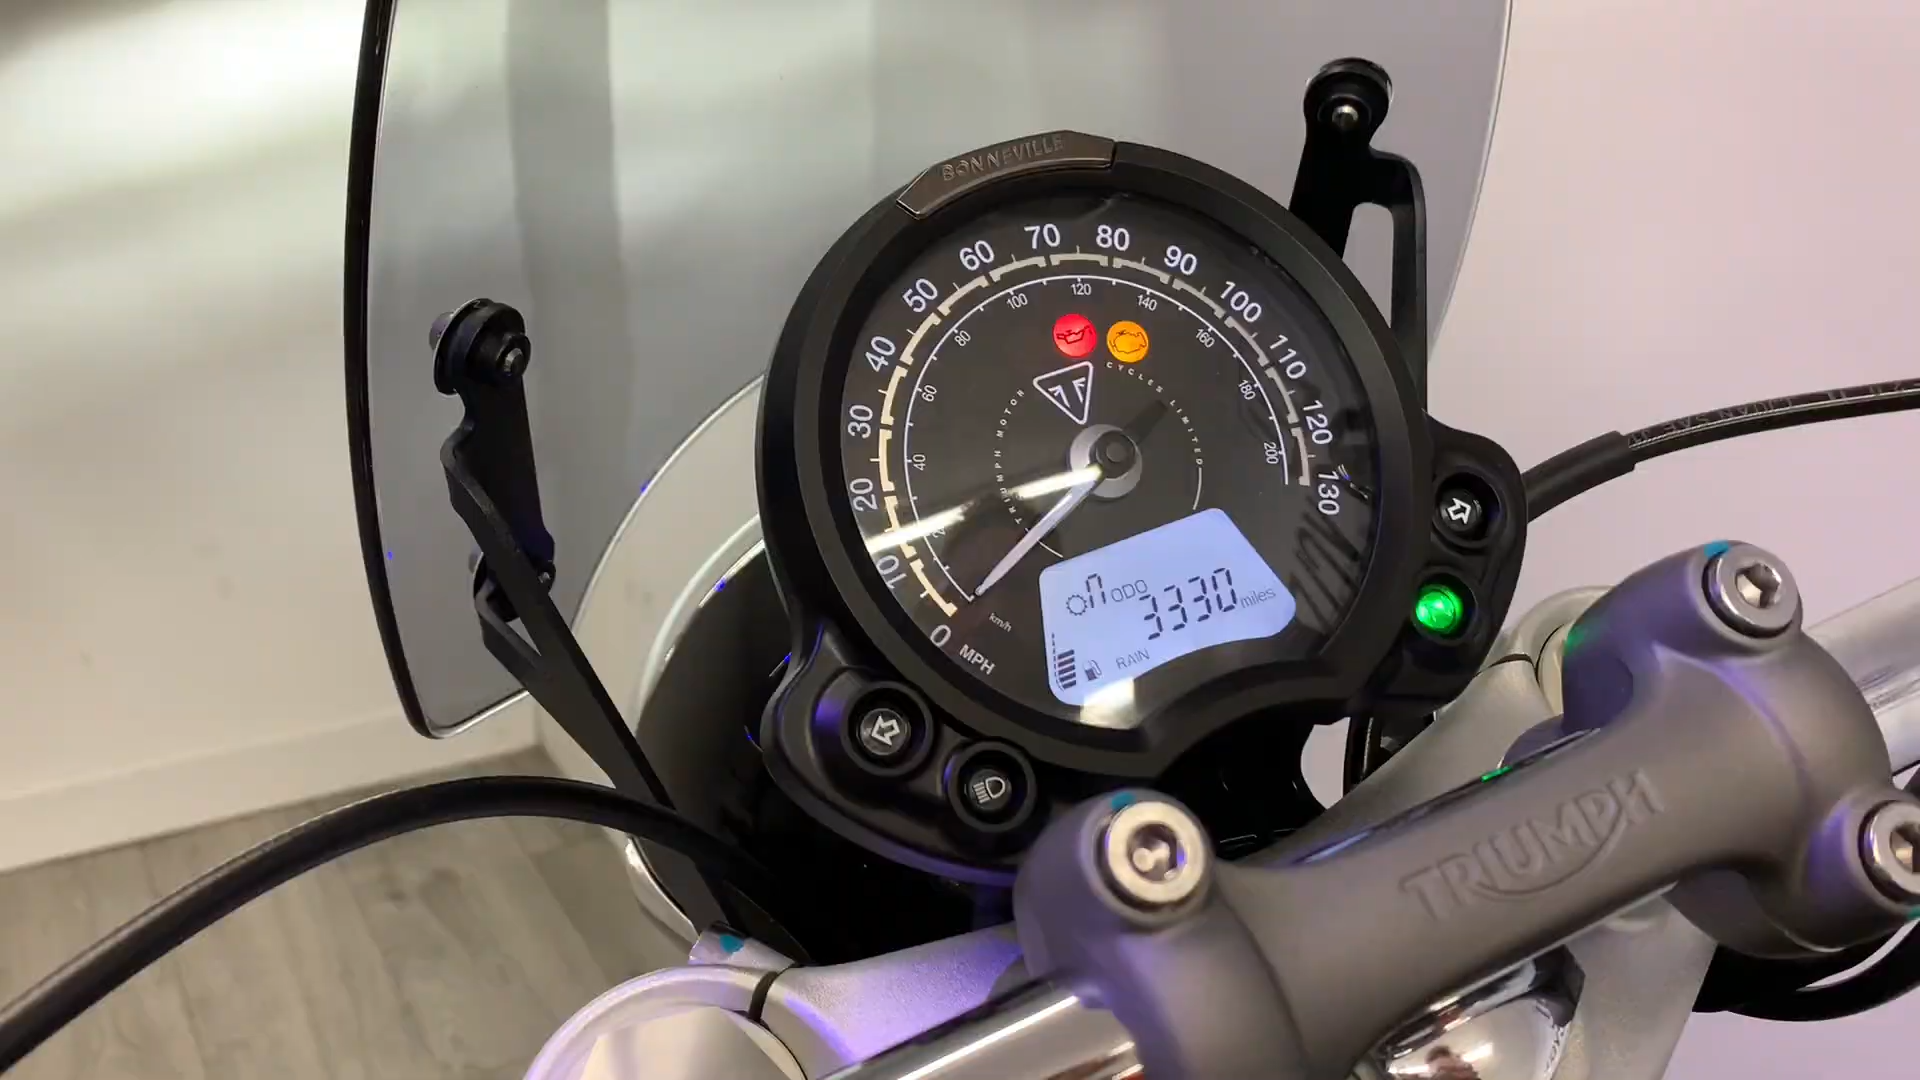 BONNEVILLE
0 10 20 30 40 50 60 70 80 90 100 110 120 130
MPH
40 60 80 100 120 140 160 180 200
km/h
TRIUMPH MOTOR CYCLES LIMITED
n ODO
3330 miles
RAIN
TRIUMPH